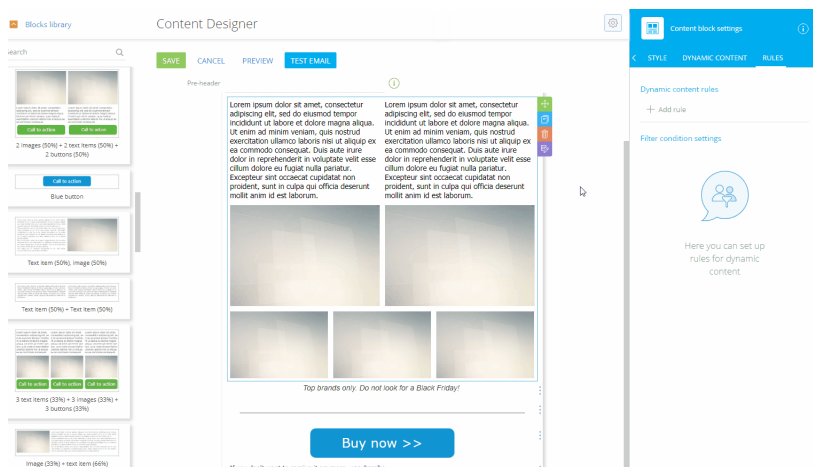 Blocks library
Content Designer
Content block settings
Search
SAVE
CANCEL
PREVIEW
TEST EMAIL
STYLE
DYNAMIC CONTENT
RULES
Pre-header
Call to action
Call to action
2 images (50%) + 2 text items (50%) +
2 buttons (50%)
Call to action
Blue button
Text item (50%), image (50%)
Text item (50%) + Text item (50%)
Call to action
Call to action
Call to action
3 text items (33%) + 3 images (33%) +
3 buttons (33%)
Image (33%) + text item (66%)
Lorem ipsum dolor sit amet, consectetur
adipiscing elit, sed do eiusmod tempor
incididunt ut labore et dolore magna aliqua.
Ut enim ad minim veniam, quis nostrud
exercitation ullamco laboris nisi ut aliquip ex
ea commodo consequat. Duis aute irure
dolor in reprehenderit in voluptate velit esse
cillum dolore eu fugiat nulla pariatur.
Excepteur sint occaecat cupidatat non
proident, sunt in culpa qui officia deserunt
mollit anim id est laborum.
Lorem ipsum dolor sit amet, consectetur
adipiscing elit, sed do eiusmod tempor
incididunt ut labore et dolore magna aliqua.
Ut enim ad minim veniam, quis nostrud
exercitation ullamco laboris nisi ut aliquip ex
ea commodo consequat. Duis aute irure
dolor in reprehenderit in voluptate velit esse
cillum dolore eu fugiat nulla pariatur.
Excepteur sint occaecat cupidatat non
proident, sunt in culpa qui officia deserunt
mollit anim id est laborum.
Top brands only. Do not look for a Black Friday!
Buy now >>
Dynamic content rules
Add rule
Filter condition settings
Here you can set up
rules for dynamic
content